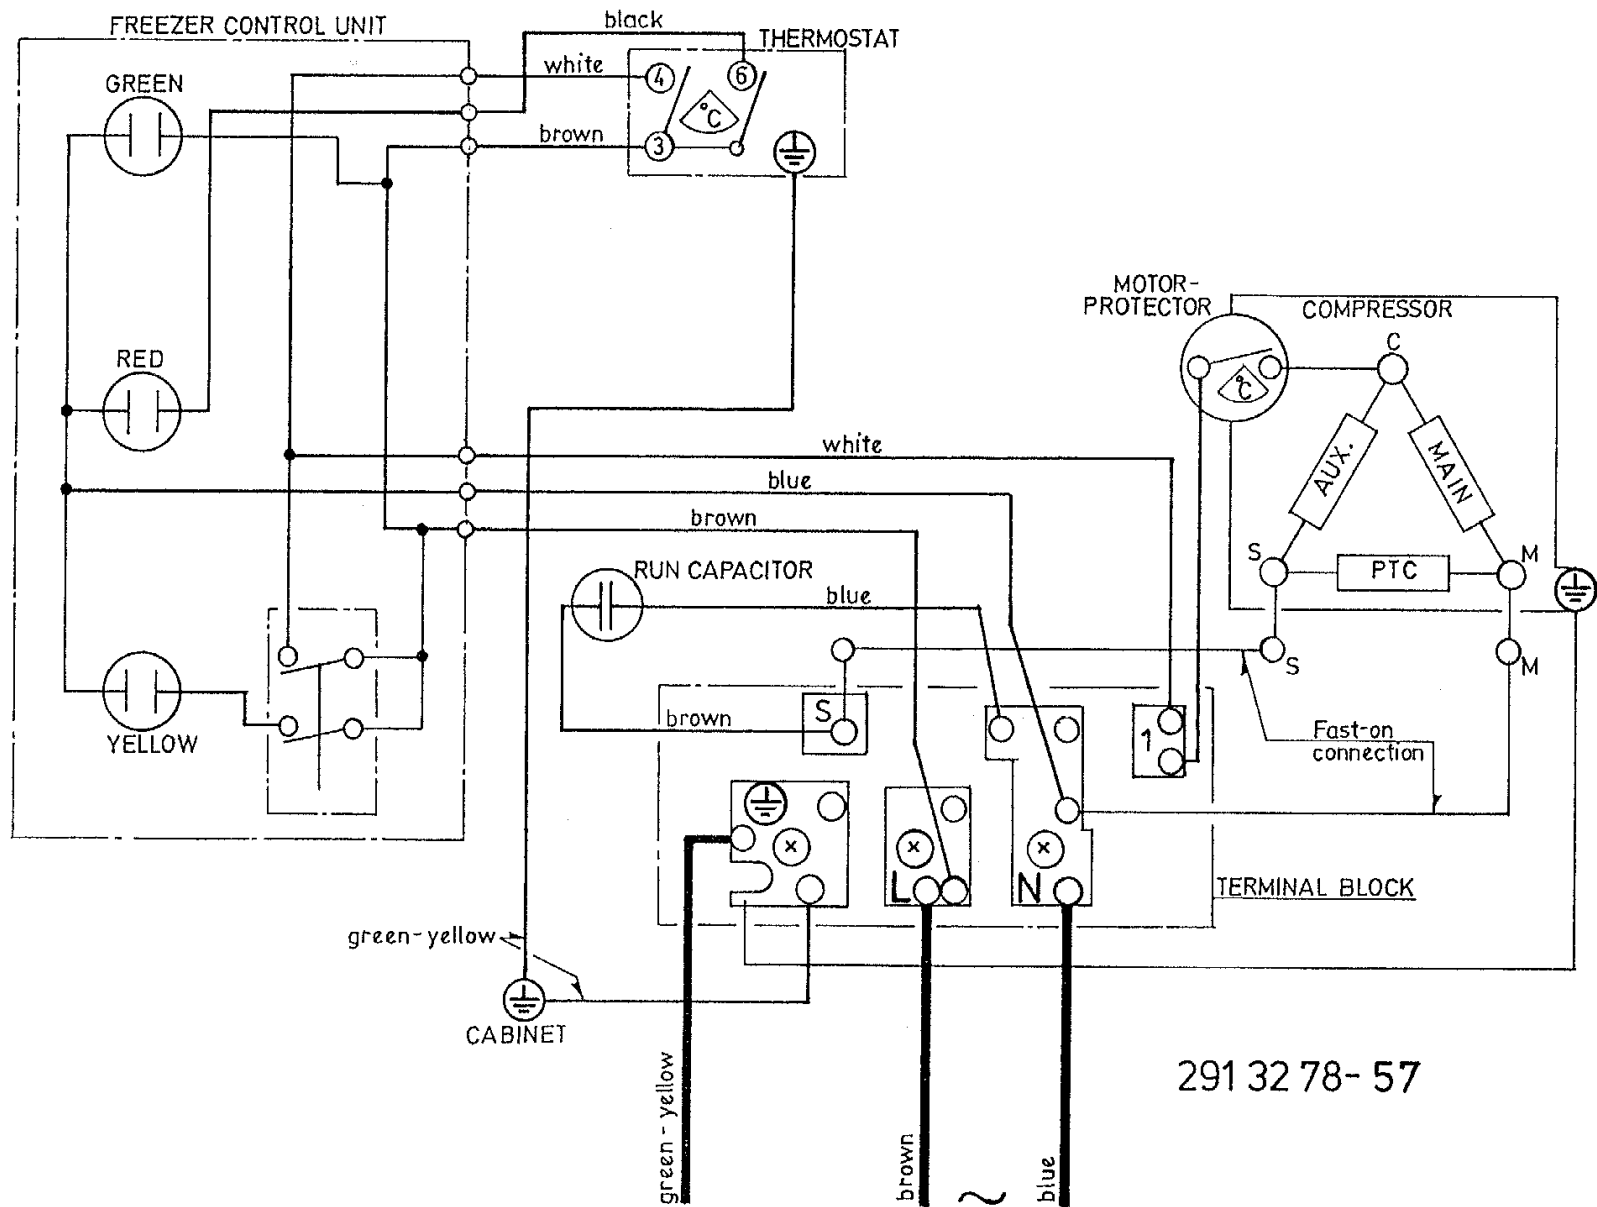 FREEZER CONTROL UNIT
black
THERMOSTAT
white
4
6
°C
GREEN
brown
3
MOTOR-
PROTECTOR
COMPRESSOR
C
RED
°C
AUX.
MAIN
white
blue
brown
S
PTC
M
RUN CAPACITOR
blue
S
M
brown
S
1
Fast-on
connection
YELLOW
L
N
TERMINAL BLOCK
green-yellow
CABINET
green-yellow
brown
blue
291 32 78-57